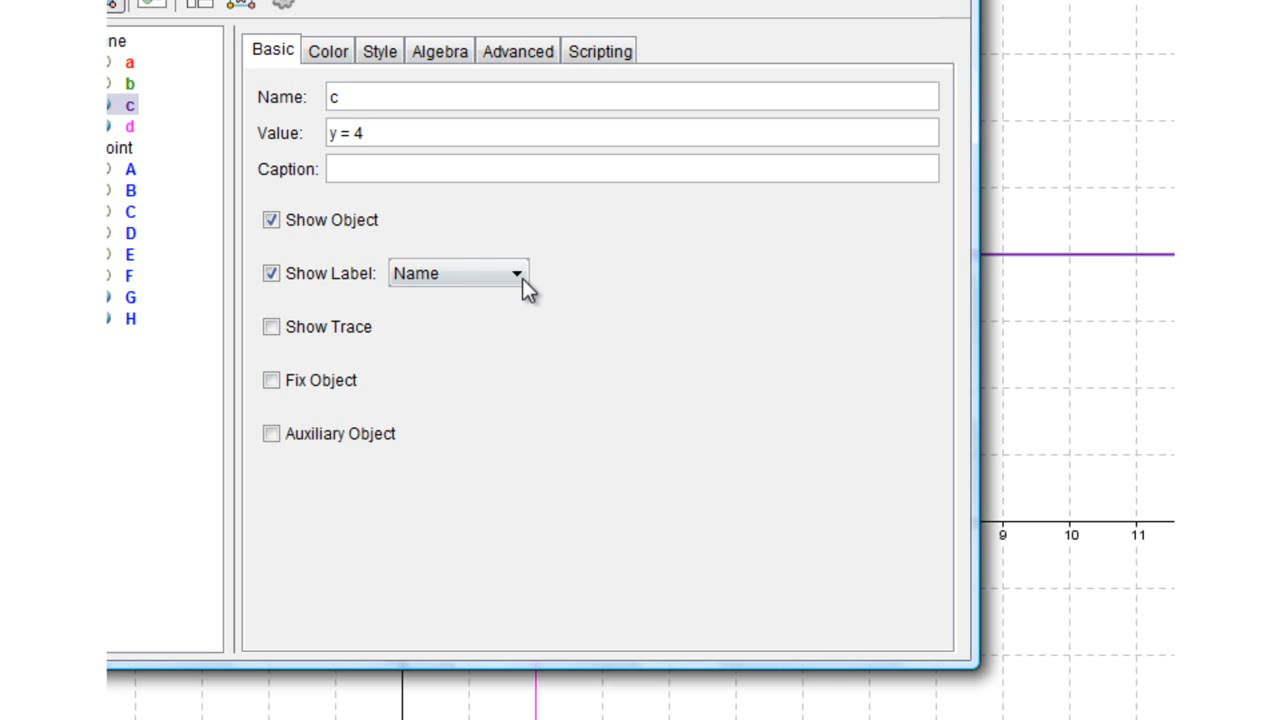 ne
a
b
c
d
oint
A
B
C
D
E
F
G
H
Basic Color Style Algebra Advanced Scripting
Name: c
Value: y = 4
Caption:
Show Object
Show Label: Name
Show Trace
Fix Object
Auxiliary Object
9 10 11